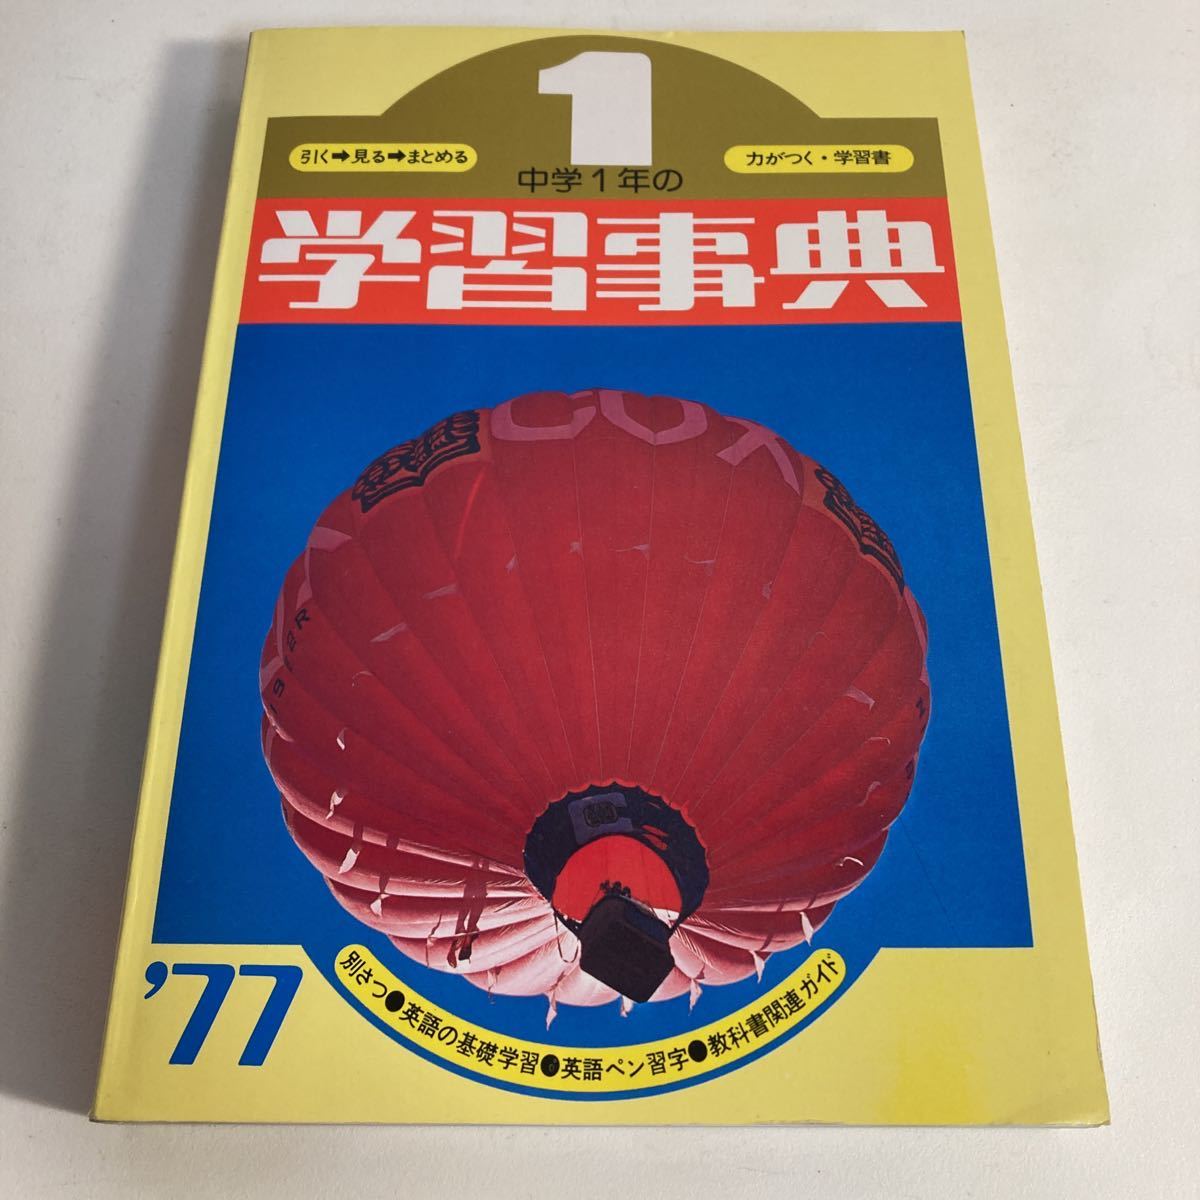 1
引く➡見る➡まとめる
力がつく・学習書
中学1年の
学習事典
COX
'77
別さつ●英語の基礎学習●英語ペン習字●教科書関連ガイド